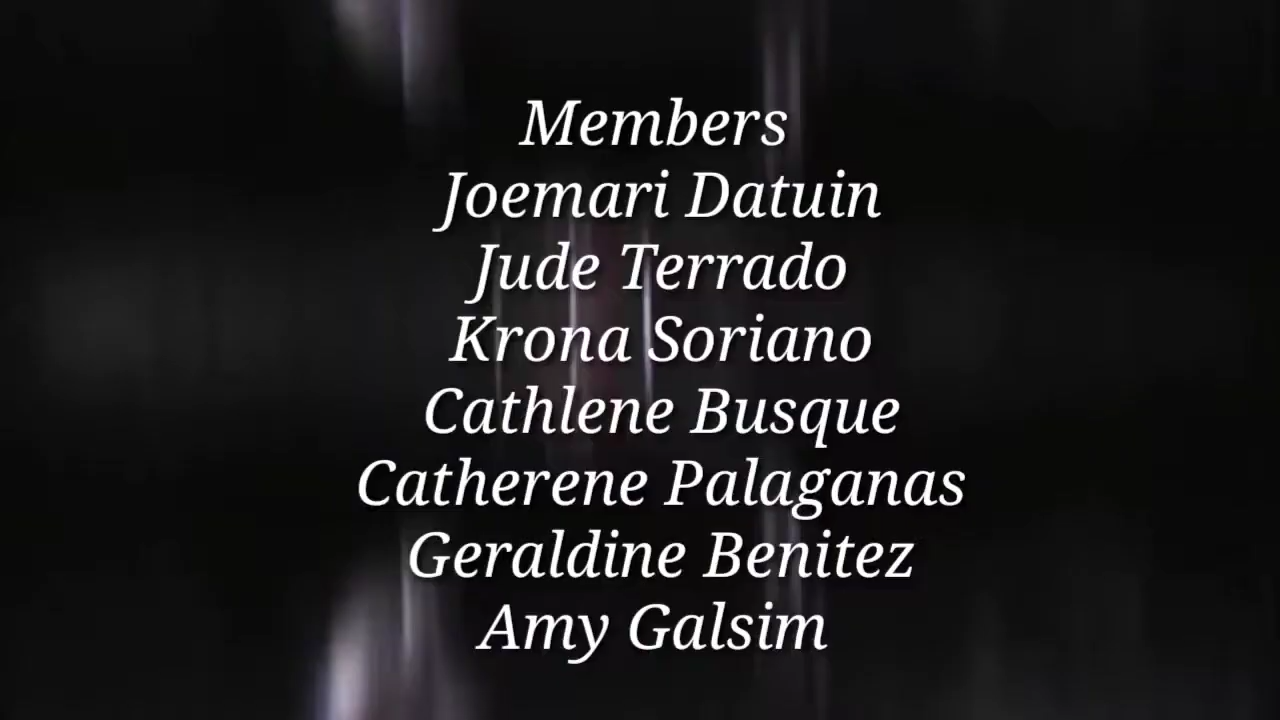 Members
Joemari Datuin
Jude Terrado
Krona Soriano
Cathlene Busque
Catherene Palaganas
Geraldine Benitez
Amy Galsim